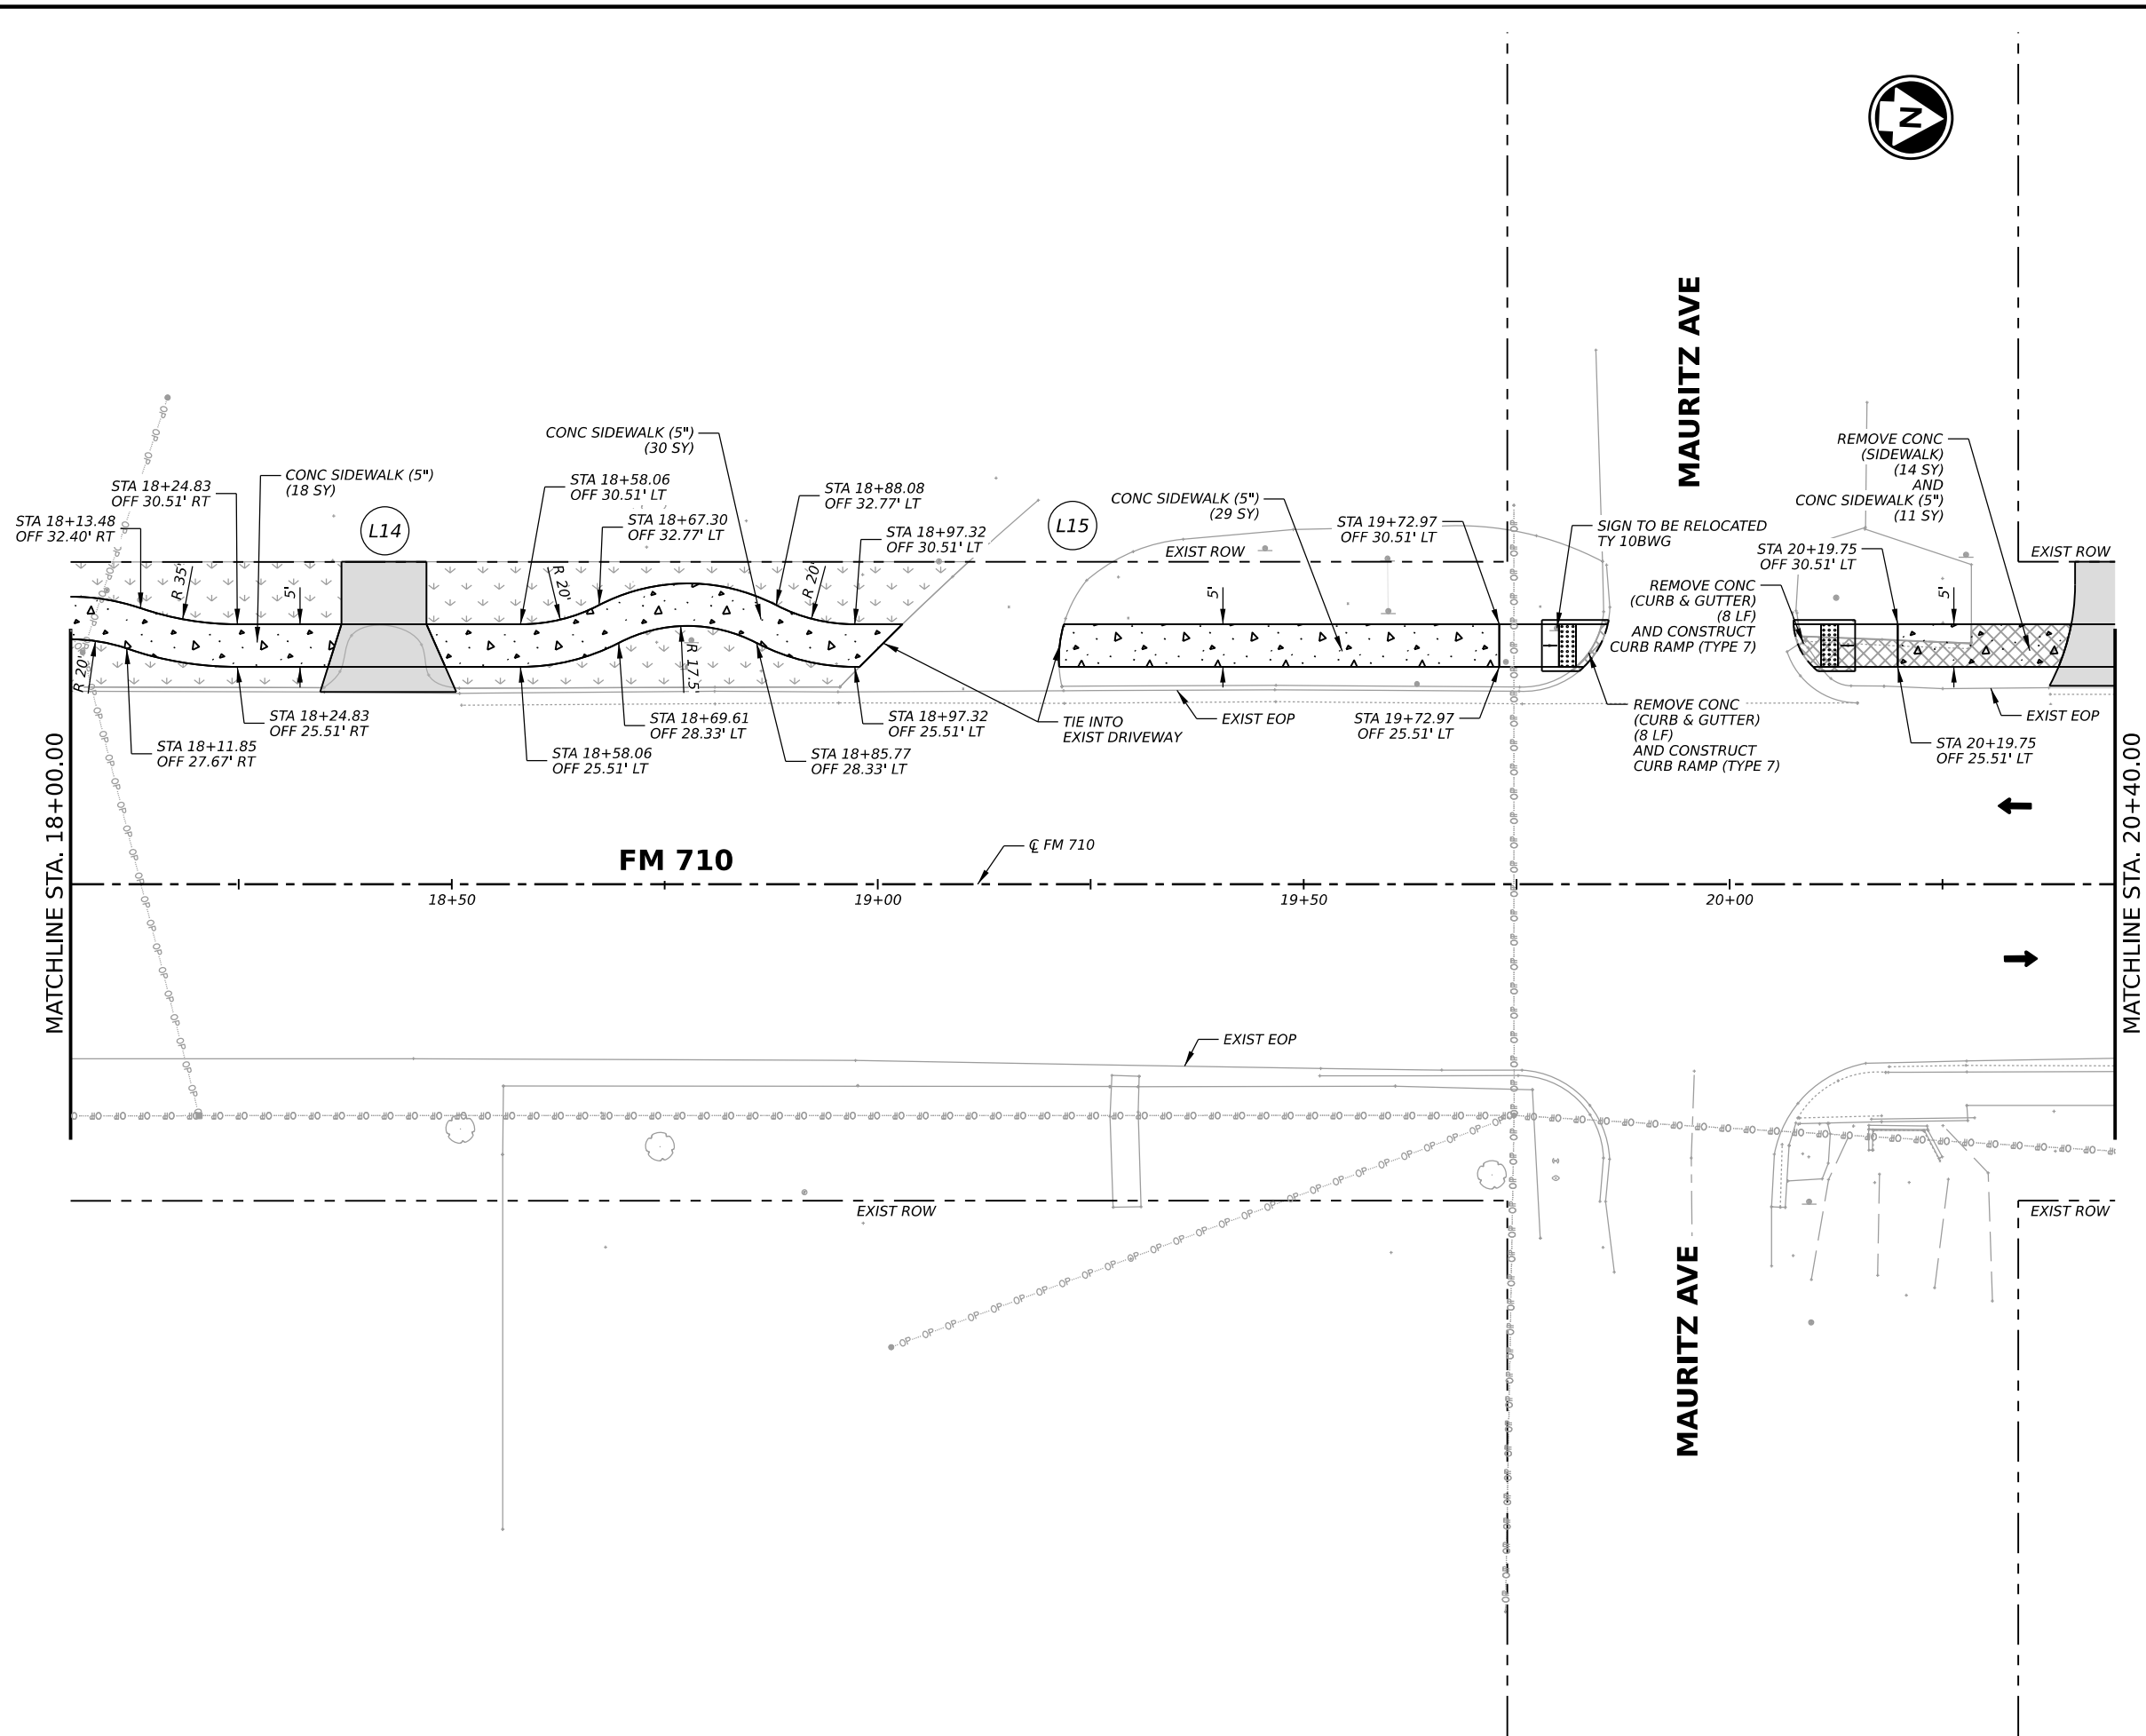 N
MAURITZ AVE
CONC SIDEWALK (5")
(30 SY)
REMOVE CONC
(SIDEWALK)
(14 SY)
AND
CONC SIDEWALK (5")
(11 SY)
CONC SIDEWALK (5")
(18 SY)
STA 18+24.83
OFF 30.51' RT
STA 18+13.48
OFF 32.40' RT
L14
STA 18+58.06
OFF 30.51' LT
STA 18+67.30
OFF 32.77' LT
STA 18+88.08
OFF 32.77' LT
STA 18+97.32
OFF 30.51' LT
L15
CONC SIDEWALK (5")
(29 SY)
STA 19+72.97
OFF 30.51' LT
SIGN TO BE RELOCATED
TY 10BWG
STA 20+19.75
OFF 30.51' LT
EXIST ROW
EXIST ROW
REMOVE CONC
(CURB & GUTTER)
(8 LF)
AND CONSTRUCT
CURB RAMP (TYPE 7)
R 35'
5'
R 20'
R 20'
5'
5'
R 20'
R 17.5'
STA 18+24.83
OFF 25.51' RT
STA 18+11.85
OFF 27.67' RT
STA 18+58.06
OFF 25.51' LT
STA 18+69.61
OFF 28.33' LT
STA 18+85.77
OFF 28.33' LT
STA 18+97.32
OFF 25.51' LT
TIE INTO
EXIST DRIVEWAY
EXIST EOP
STA 19+72.97
OFF 25.51' LT
REMOVE CONC
(CURB & GUTTER)
(8 LF)
AND CONSTRUCT
CURB RAMP (TYPE 7)
EXIST EOP
STA 20+19.75
OFF 25.51' LT
MATCHLINE STA. 18+00.00
MATCHLINE STA. 20+40.00
FM 710
℄ FM 710
18+50
19+00
19+50
20+00
EXIST EOP
EXIST ROW
EXIST ROW
MAURITZ AVE